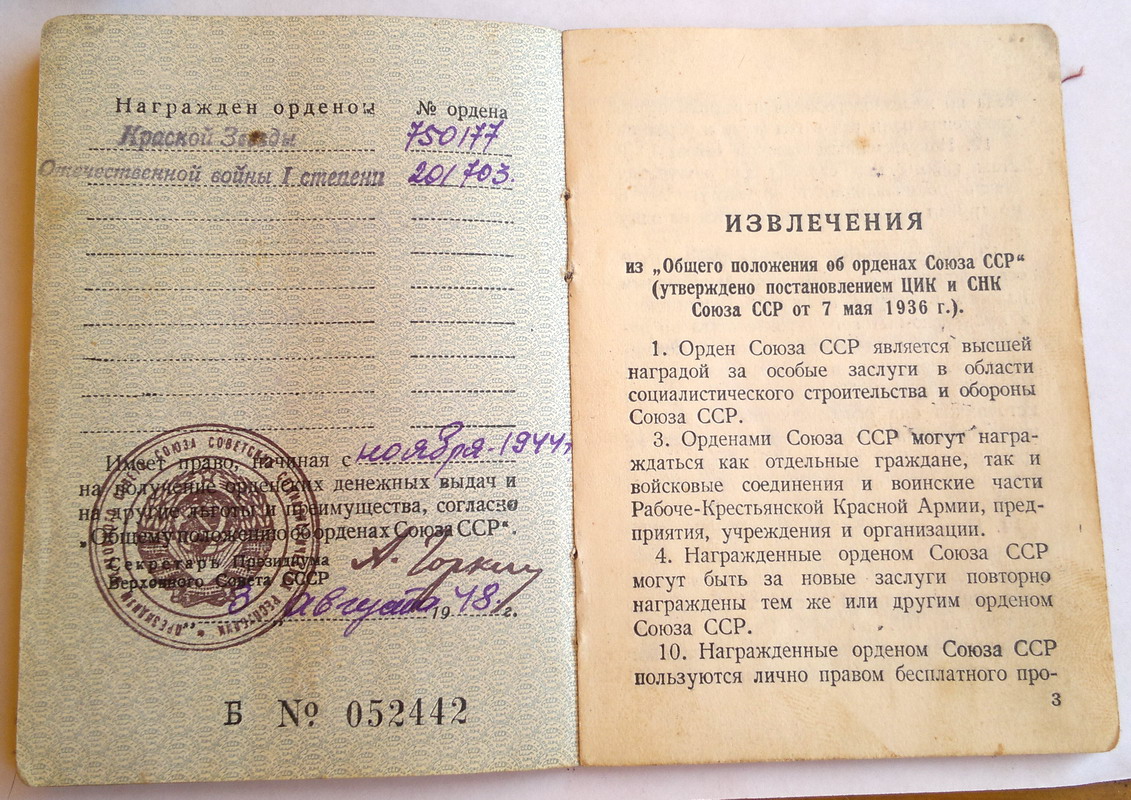 Награжден орденом № ордена
Красной Звезды 750177
Отечественной войны I степени 201703.
Имеет право, начиная с ноября 1944 г
на получение орденских денежных выдач и
на другие льготы и преимущества, согласно
„Общему положению об орденах Союза ССР“.
Секретарь Президиума
Верховного Совета СССР
А. Горкин
3 августа 1948 г.
Б № 052442
ИЗВЛЕЧЕНИЯ
из „Общего положения об орденах Союза ССР“
(утверждено постановлением ЦИК и СНК
Союза ССР от 7 мая 1936 г.).
1. Орден Союза ССР является высшей
наградой за особые заслуги в области
социалистического строительства и обороны
Союза ССР.
3. Орденами Союза ССР могут награ-
ждаться как отдельные граждане, так и
войсковые соединения и воинские части
Рабоче-Крестьянской Красной Армии, пред-
приятия, учреждения и организации.
4. Награжденные орденом Союза ССР
могут быть за новые заслуги повторно
награждены тем же или другим орденом
Союза ССР.
10. Награжденные орденом Союза ССР
пользуются лично правом бесплатного про-
3